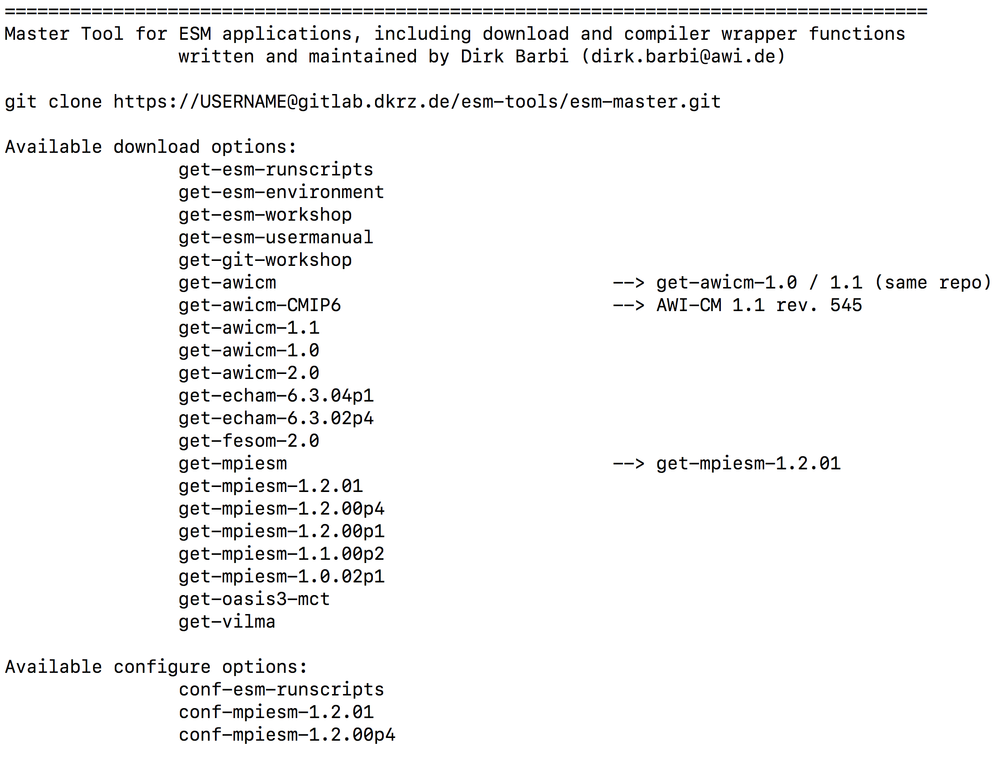 =====================================================================================
Master Tool for ESM applications, including download and compiler wrapper functions
written and maintained by Dirk Barbi (dirk.barbi@awi.de)
git clone https://USERNAME@gitlab.dkrz.de/esm-tools/esm-master.git
Available download options:
get-esm-runscripts
get-esm-environment
get-esm-workshop
get-esm-usermanual
get-git-workshop
get-awicm --> get-awicm-1.0 / 1.1 (same repo)
get-awicm-CMIP6 --> AWI-CM 1.1 rev. 545
get-awicm-1.1
get-awicm-1.0
get-awicm-2.0
get-echam-6.3.04p1
get-echam-6.3.02p4
get-fesom-2.0
get-mpiesm --> get-mpiesm-1.2.01
get-mpiesm-1.2.01
get-mpiesm-1.2.00p4
get-mpiesm-1.2.00p1
get-mpiesm-1.1.00p2
get-mpiesm-1.0.02p1
get-oasis3-mct
get-vilma
Available configure options:
conf-esm-runscripts
conf-mpiesm-1.2.01
conf-mpiesm-1.2.00p4